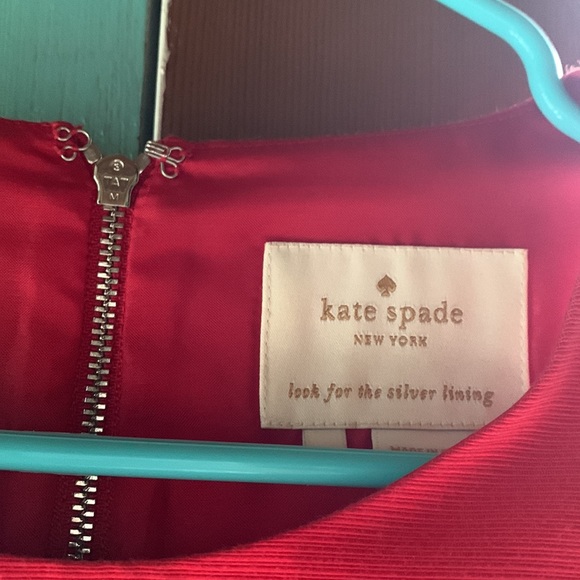 kate spade
NEW YORK
look for the silver lining